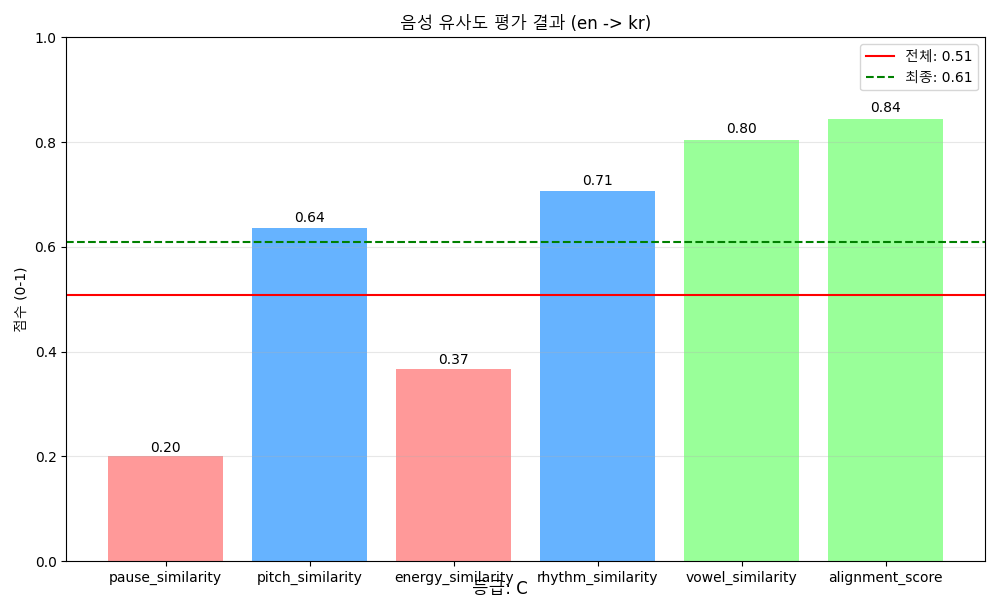 음성 유사도 평가 결과 (en -> kr)
전체: 0.51
최종: 0.61
점수 (0-1)
1.0
0.8
0.6
0.4
0.2
0.0
0.20
0.64
0.37
0.71
0.80
0.84
pause_similarity pitch_similarity energy_similarity rhythm_similarity vowel_similarity alignment_score
등급: C